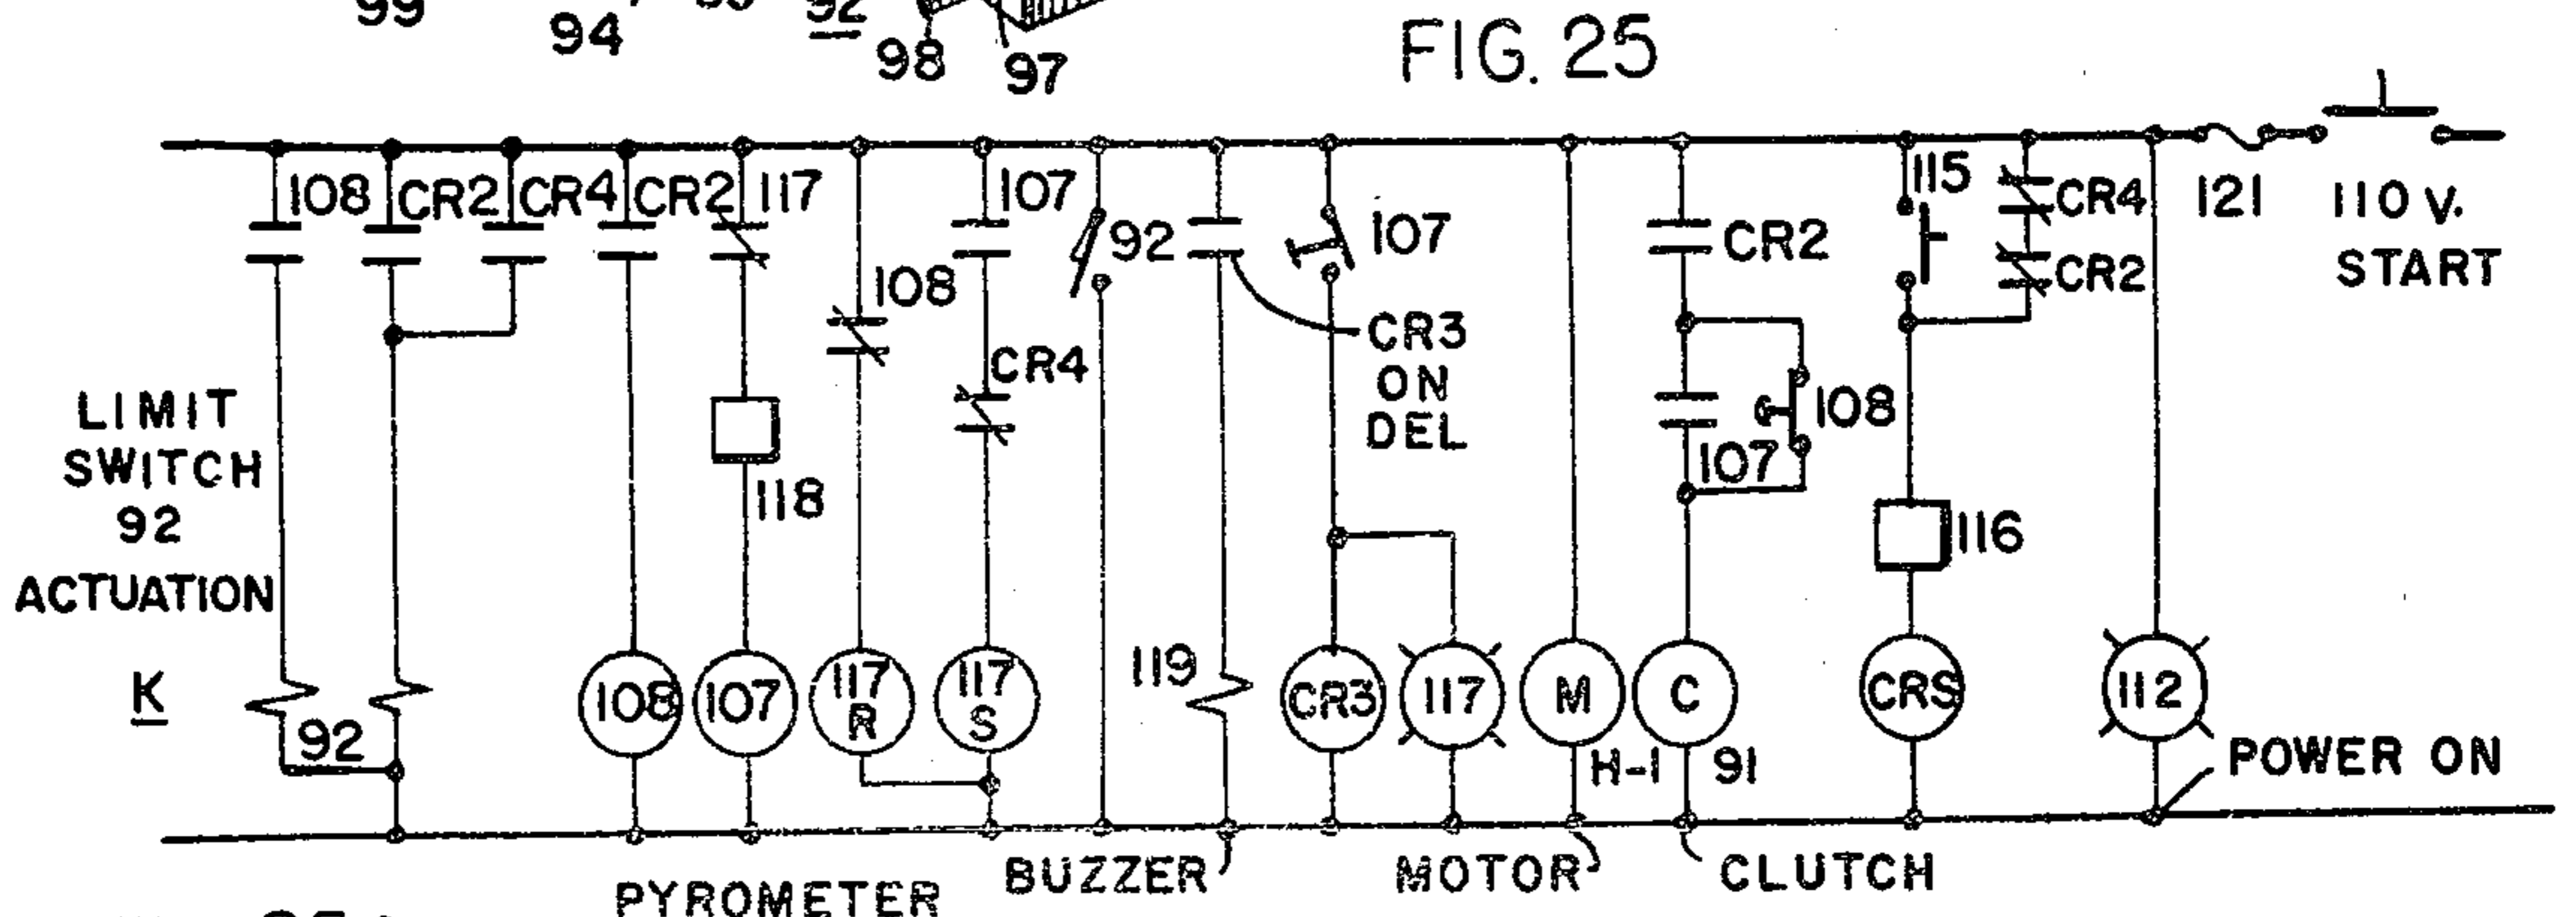 99
94
92
98
97
FIG. 25
108
CR2
CR4
CR2
117
107
92
107
CR2
115
CR4
121
110 V.
START
108
CR3
ON
DEL
CR2
CR4
108
107
LIMIT
SWITCH
92
ACTUATION
118
116
K
92
108
107
117
R
117
S
119
CR3
117
M
H-1
C
91
CRS
112
POWER ON
BUZZER
MOTOR
CLUTCH
PYROMETER